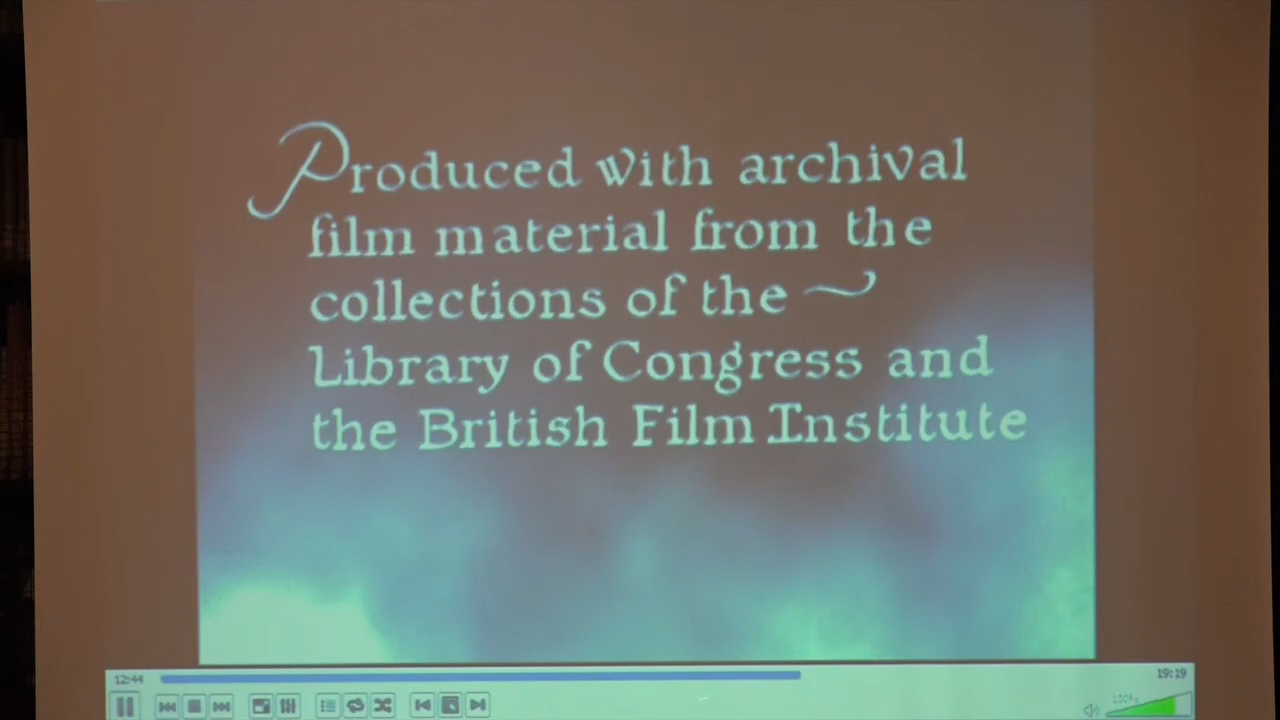 Produced with archival
film material from the
collections of the
Library of Congress and
the British Film Institute
12:44
19:19
100%